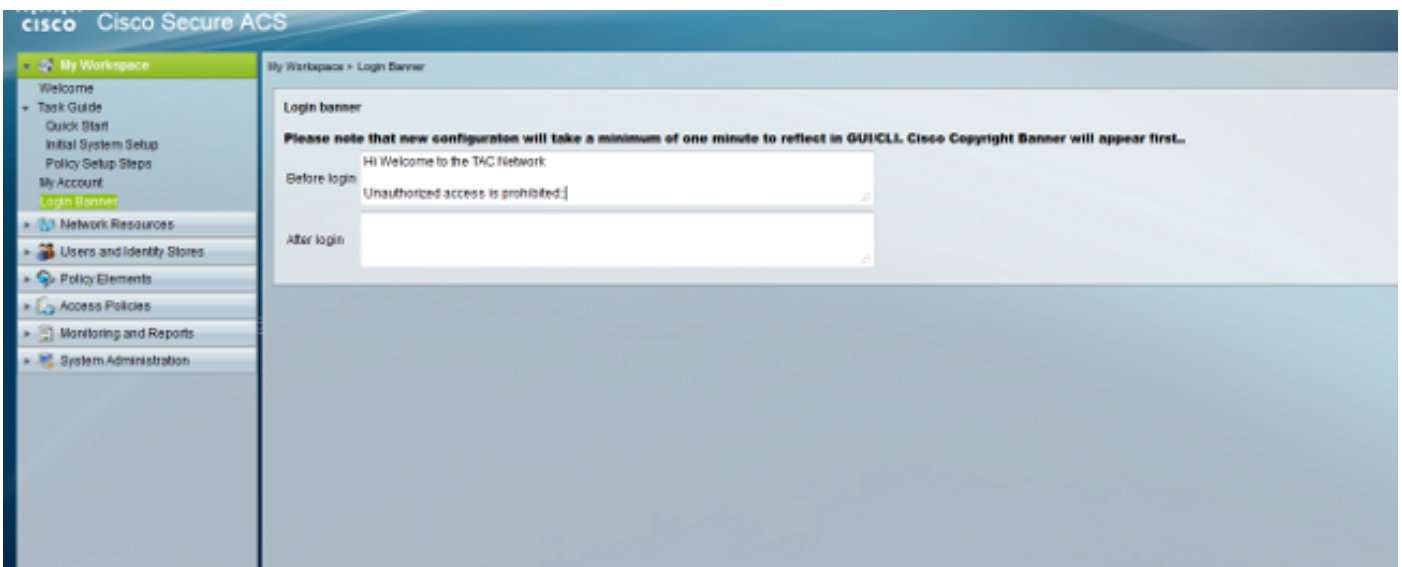 CISCO Cisco Secure ACS
My Workspace
Welcome
Task Guide
Quick Start
Initial System Setup
Policy Setup Steps
My Account
Login Banner
Network Resources
Users and Identity Stores
Policy Elements
Access Policies
Monitoring and Reports
System Administration
My Workspace > Login Banner
Login banner
Please note that new configuraton will take a minimum of one minute to reflect in GUI/CLI. Cisco Copyright Banner will appear first..
Before login
Hi Welcome to the TAC Network
Unauthorized access is prohibited:
After login